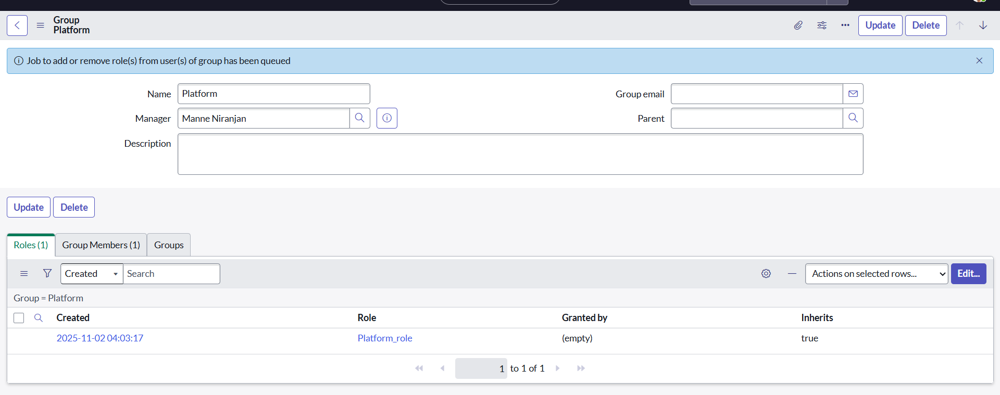 Group
Platform
Update
Delete
Job to add or remove role(s) from user(s) of group has been queued
Name
Platform
Group email
Manager
Manne Niranjan
Parent
Description
Update
Delete
Roles (1)
Group Members (1)
Groups
Created
Search
Actions on selected rows...
Edit...
Group = Platform
Created
Role
Granted by
Inherits
2025-11-02 04:03:17
Platform_role
(empty)
true
1 to 1 of 1